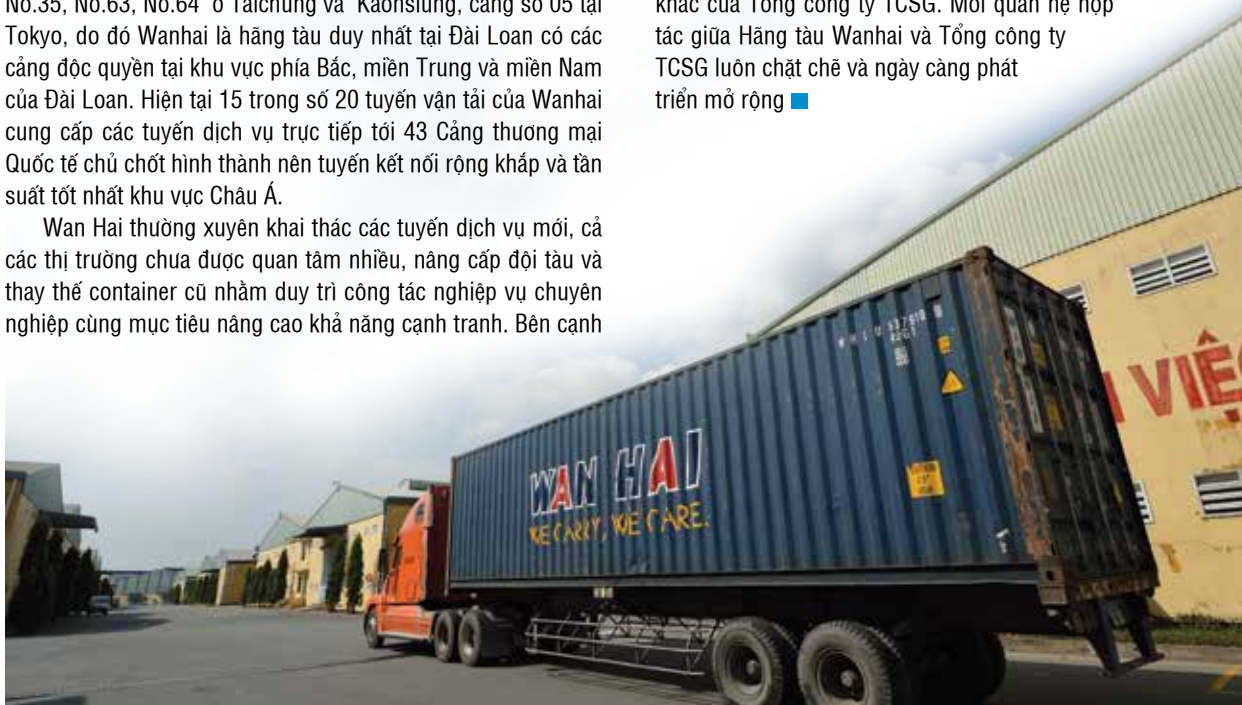 No.35, No.63, No.64 ở Taichung và Kaohsiung, cảng số 05 tại
Tokyo, do đó Wanhai là hãng tàu duy nhất tại Đài Loan có các
cảng độc quyền tại khu vực phía Bắc, miền Trung và miền Nam
của Đài Loan. Hiện tại 15 trong số 20 tuyến vận tải của Wanhai
cung cấp các tuyến dịch vụ trực tiếp tới 43 Cảng thương mại
Quốc tế chủ chốt hình thành nên tuyến kết nối rộng khắp và tần
suất tốt nhất khu vực Châu Á.
Wan Hai thường xuyên khai thác các tuyến dịch vụ mới, cả
các thị trường chưa được quan tâm nhiều, nâng cấp đội tàu và
thay thế container cũ nhằm duy trì công tác nghiệp vụ chuyên
nghiệp cùng mục tiêu nâng cao khả năng cạnh tranh. Bên cạnh
khác của Tổng công ty TCSG. Mối quan hệ hợp
tác giữa Hãng tàu Wanhai và Tổng công ty
TCSG luôn chặt chẽ và ngày càng phát
triển mở rộng
WAN HAI
WE CARRY, WE CARE.
VIỆC